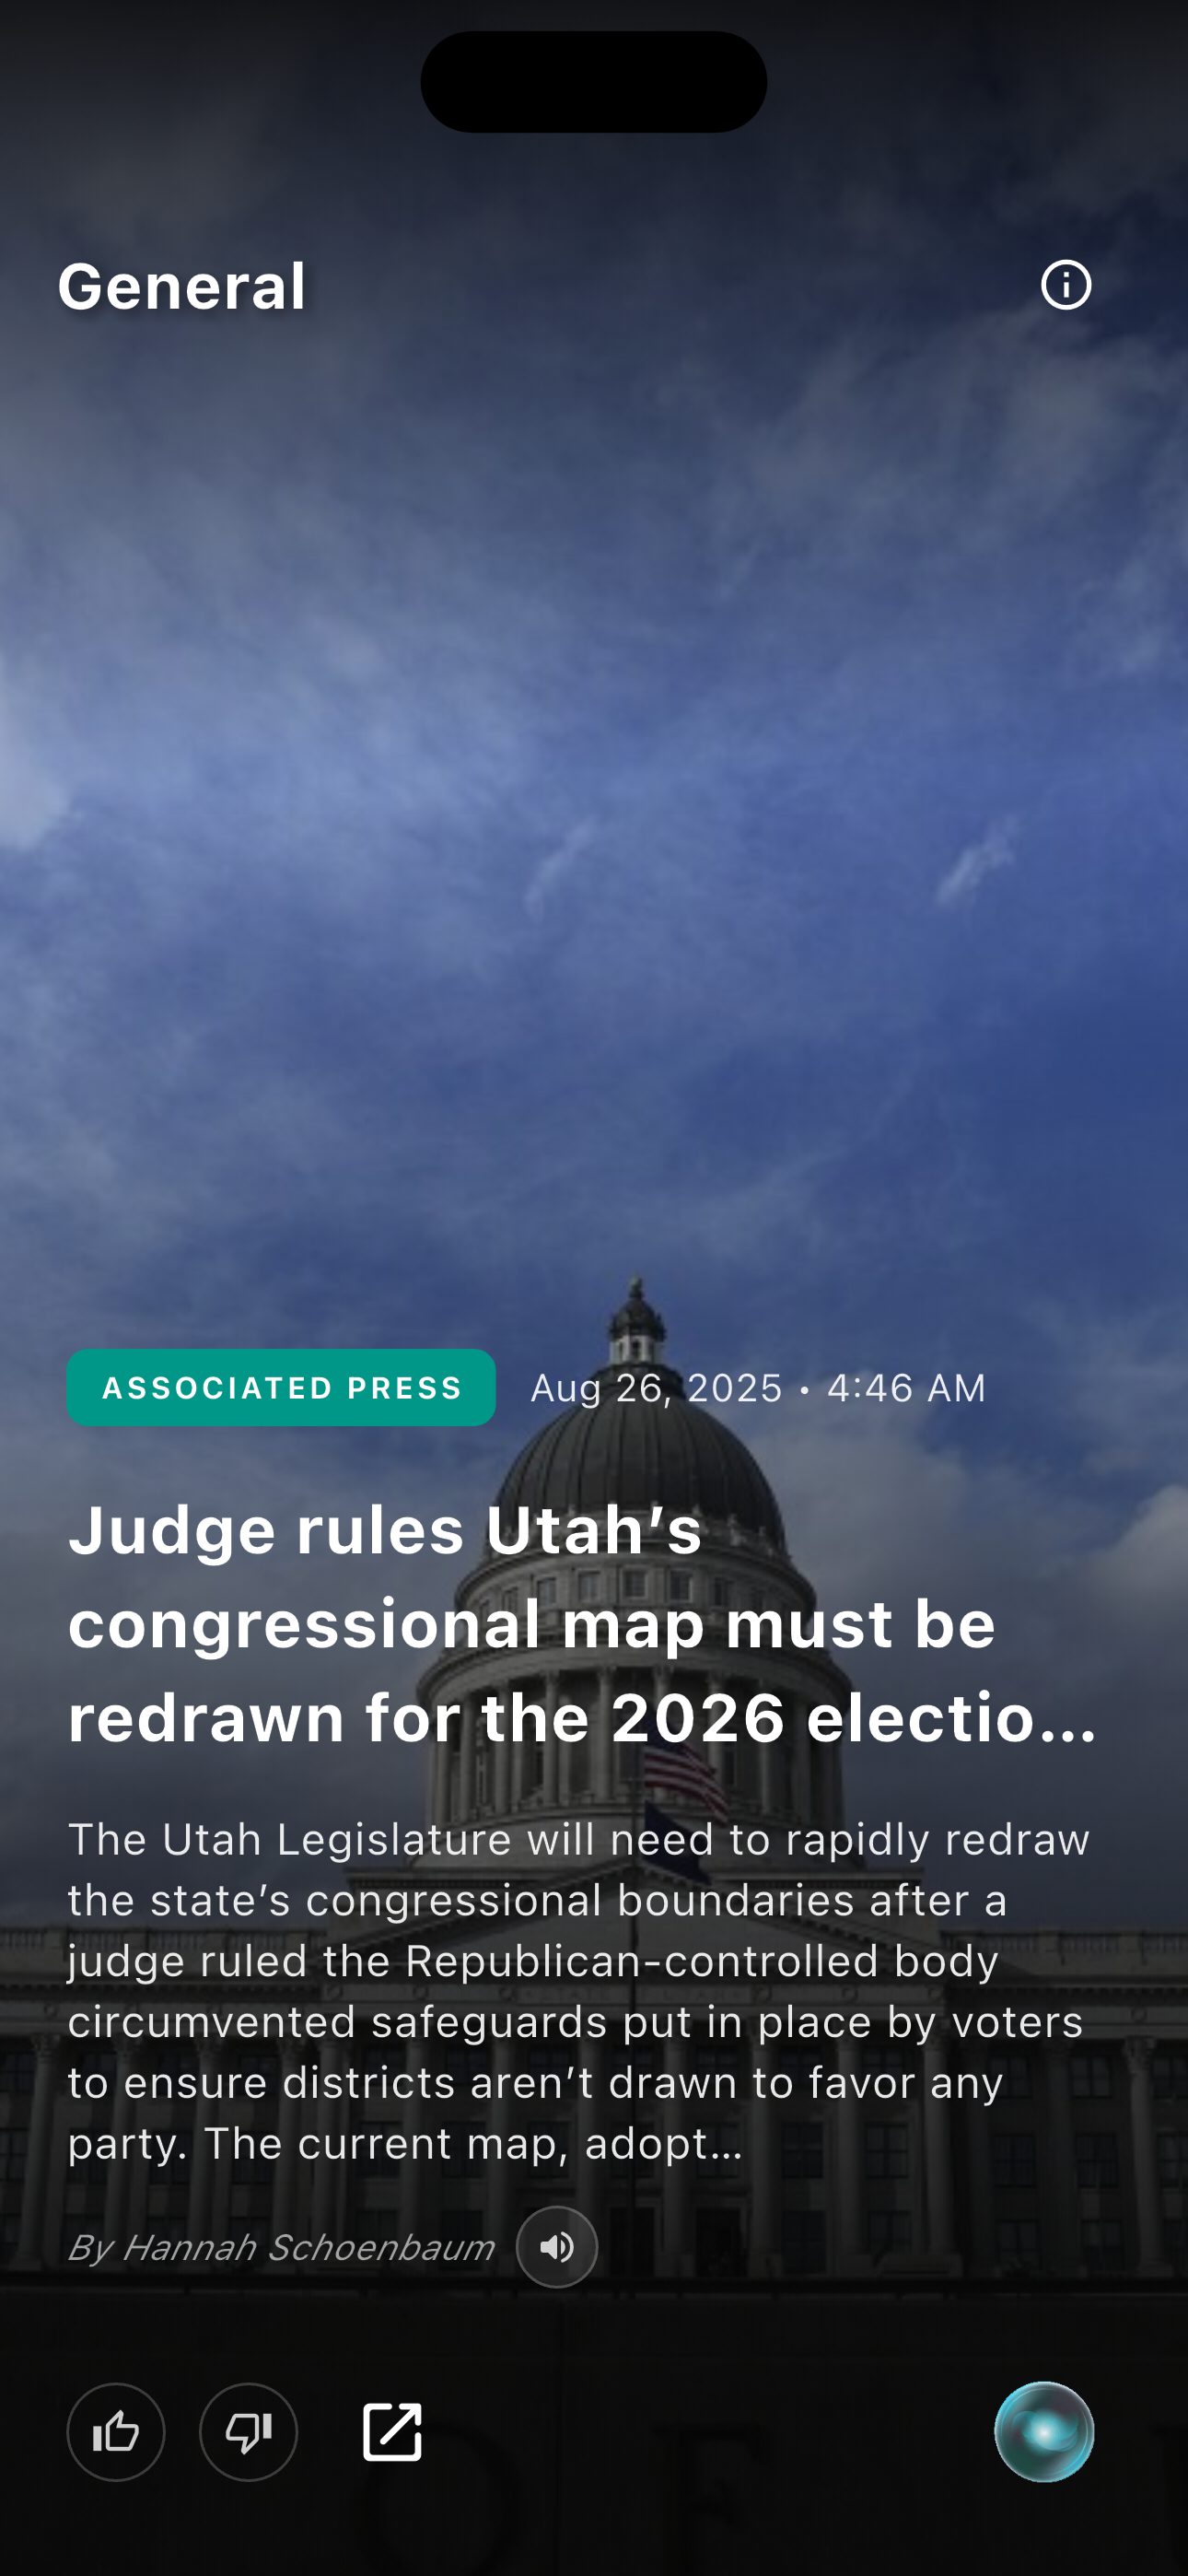 General
ASSOCIATED PRESS Aug 26, 2025 • 4:46 AM
Judge rules Utah’s
congressional map must be
redrawn for the 2026 electio...
The Utah Legislature will need to rapidly redraw
the state’s congressional boundaries after a
judge ruled the Republican-controlled body
circumvented safeguards put in place by voters
to ensure districts aren’t drawn to favor any
party. The current map, adopt...
By Hannah Schoenbaum
OF